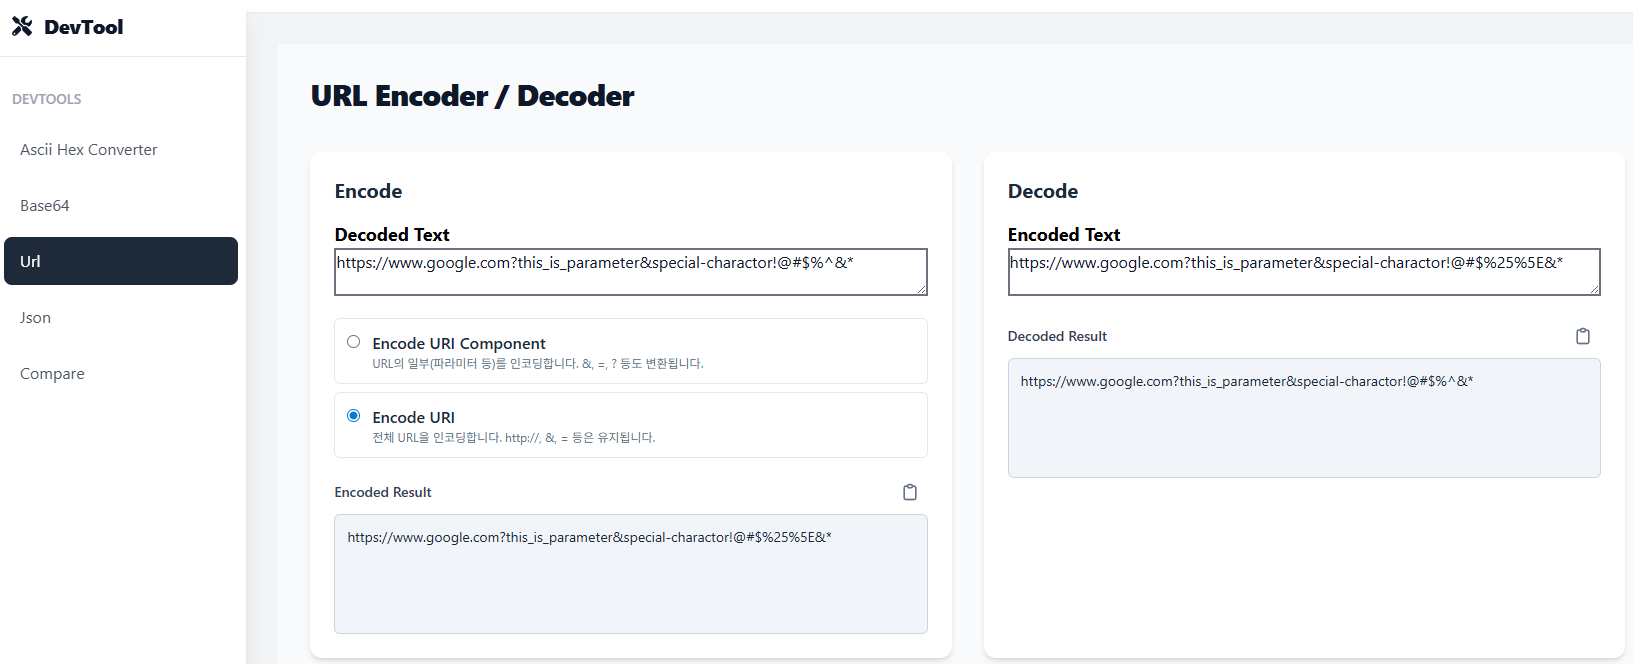 DevTool
DEVTOOLS
Ascii Hex Converter
Base64
Url
Json
Compare
URL Encoder / Decoder
Encode
Decoded Text
https://www.google.com?this_is_parameter&special-charactor!@#$%^&*
Encode URI Component
URL의 일부(파라미터 등)를 인코딩합니다. &, =, ? 등도 변환됩니다.
Encode URI
전체 URL을 인코딩합니다. http://, &, = 등은 유지됩니다.
Encoded Result
https://www.google.com?this_is_parameter&special-charactor!@#$%25%5E&*
Decode
Encoded Text
https://www.google.com?this_is_parameter&special-charactor!@#$%25%5E&*
Decoded Result
https://www.google.com?this_is_parameter&special-charactor!@#$%^&*